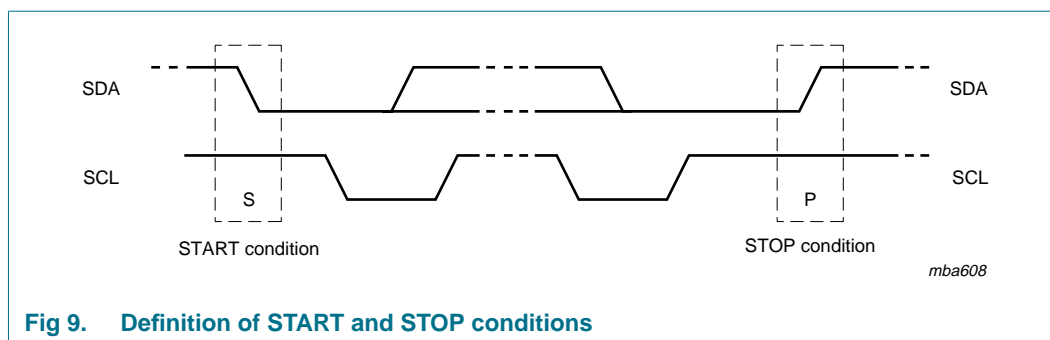 SDA SDA
SCL SCL
S P
START condition STOP condition
mba608
Fig 9. Definition of START and STOP conditions